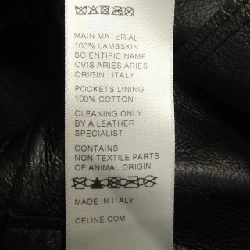 MAIN MATERIAL
100% LAMBSKIN
SCIENTIFIC NAME
OVIS ARIES ARIES
ORIGIN: ITALY
POCKETS LINING
100% COTTON
CLEANING ONLY
BY A LEATHER
SPECIALIST
CONTAINS
NON-TEXTILE PARTS
OF ANIMAL ORIGIN
MADE IN ITALY
CELINE.COM